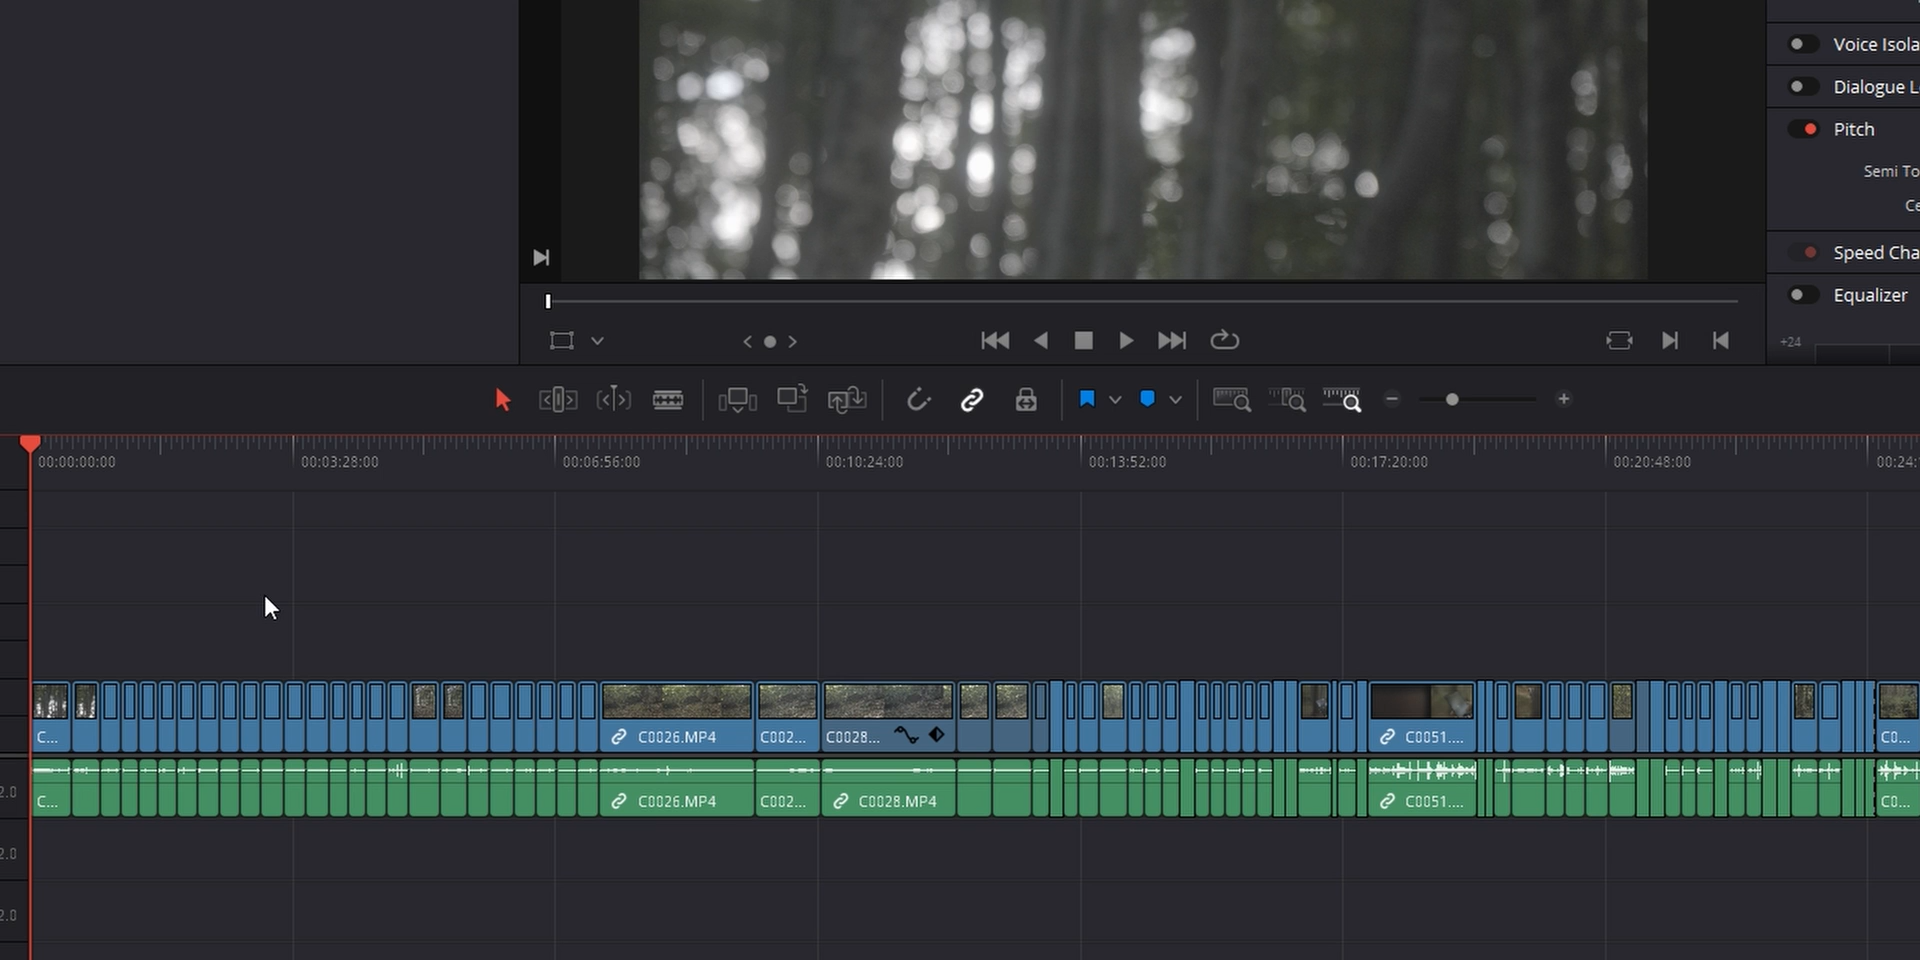 Voice Isola
Dialogue L
Pitch
Semi To
Ce
Speed Cha
Equalizer
+24
00:00:00:00
00:03:28:00
00:06:56:00
00:10:24:00
00:13:52:00
00:17:20:00
00:20:48:00
00:24:
C...
C0026.MP4
C002...
C0028...
C0051....
C0...
2.0
C...
C0026.MP4
C002...
C0028.MP4
C0051....
C0...
2.0
2.0